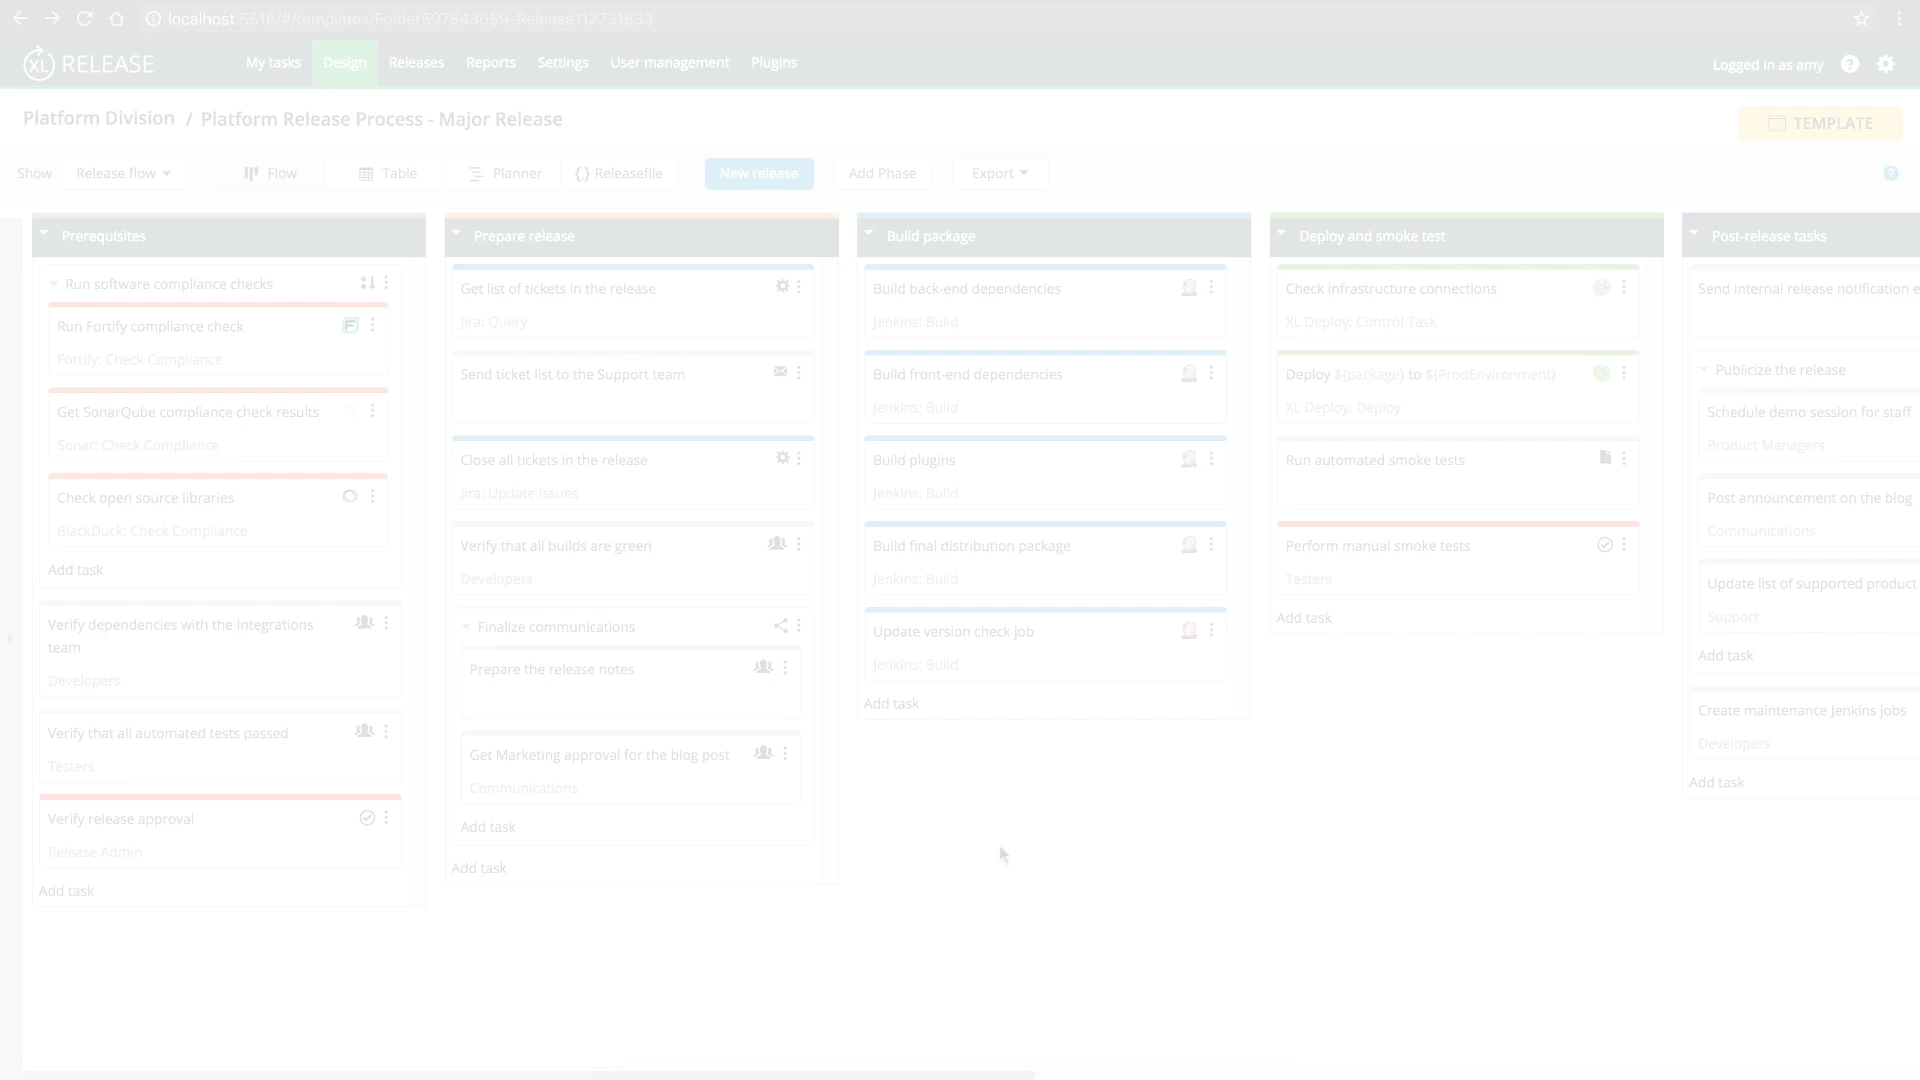 localhost:5516/#/templates/Folder597543659-Release112731633
XL RELEASE
My tasks
Design
Releases
Reports
Settings
User management
Plugins
Logged in as amy
Platform Division / Platform Release Process - Major Release
TEMPLATE
Show
Release flow
Flow
Table
Planner
{} Releasefile
New release
Add Phase
Export
Prerequisites
Run software compliance checks
Run Fortify compliance check
Fortify: Check Compliance
Get SonarQube compliance check results
Sonar: Check Compliance
Check open source libraries
BlackDuck: Check Compliance
Add task
Verify dependencies with the Integrations
team
Developers
Verify that all automated tests passed
Testers
Verify release approval
Release Admin
Add task
Prepare release
Get list of tickets in the release
Jira: Query
Send ticket list to the Support team
Close all tickets in the release
Jira: Update Issues
Verify that all builds are green
Developers
Finalize communications
Prepare the release notes
Get Marketing approval for the blog post
Communications
Add task
Add task
Build package
Build back-end dependencies
Jenkins: Build
Build front-end dependencies
Jenkins: Build
Build plugins
Jenkins: Build
Build final distribution package
Jenkins: Build
Update version check job
Jenkins: Build
Add task
Deploy and smoke test
Check infrastructure connections
XL Deploy: Control Task
Deploy ${package} to ${ProdEnvironment}
XL Deploy: Deploy
Run automated smoke tests
Perform manual smoke tests
Testers
Add task
Post-release tasks
Send internal release notification e
Publicize the release
Schedule demo session for staff
Product Managers
Post announcement on the blog
Communications
Update list of supported product
Support
Add task
Create maintenance Jenkins jobs
Developers
Add task